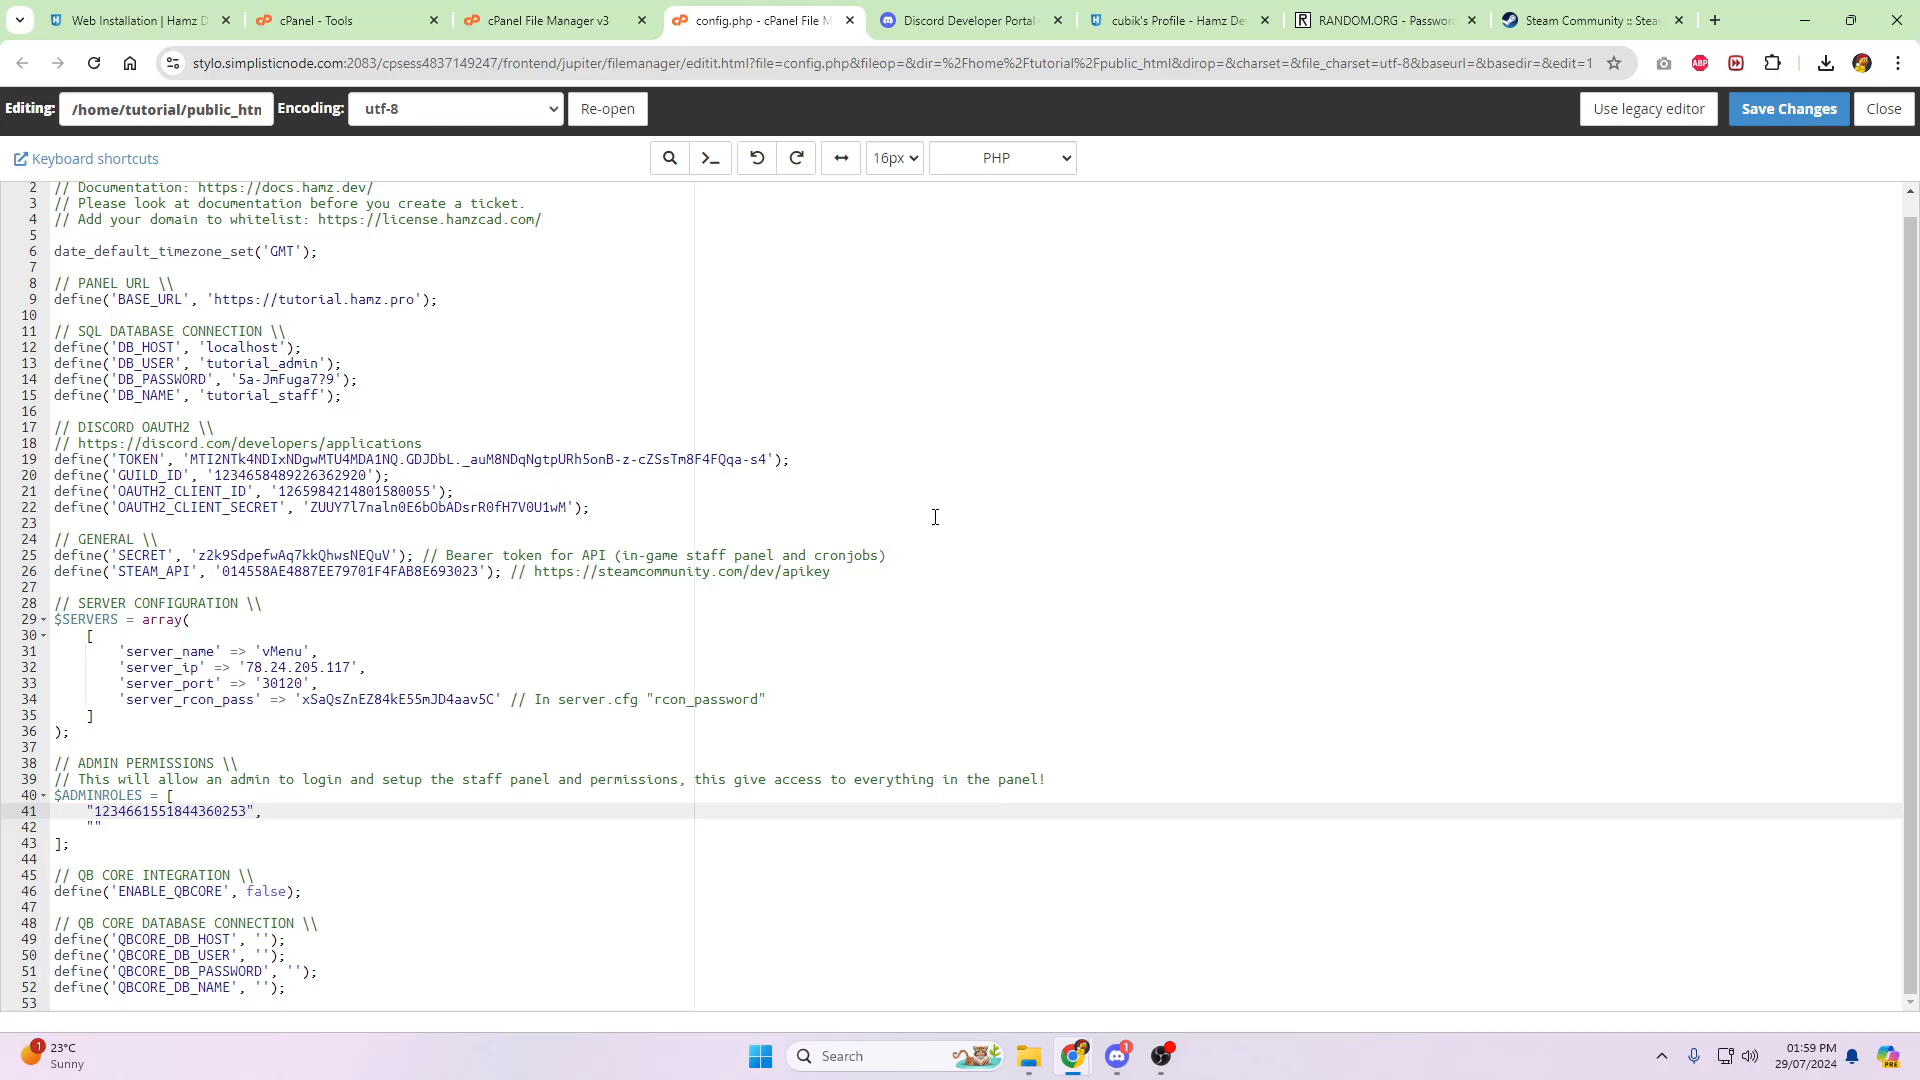 Web Installation | Hamz D
cPanel - Tools
cPanel File Manager v3
config.php - cPanel File M
Discord Developer Portal
cubik's Profile - Hamz De
RANDOM.ORG - Passwor
Steam Community :: Stea
stylo.simplisticnode.com:2083/cpsess4837149247/frontend/jupiter/filemanager/editit.html?file=config.php&fileop=&dir=%2Fhome%2Ftutorial%2Fpublic_html&dirop=&charset=&file_charset=utf-8&baseurl=&basedir=&edit=1
Editing: /home/tutorial/public_htm Encoding: utf-8 Re-open Use legacy editor Save Changes Close
Keyboard shortcuts 16px PHP
2 // Documentation: https://docs.hamz.dev/
3 // Please look at documentation before you create a ticket.
4 // Add your domain to whitelist: https://license.hamzcad.com/
5
6 date_default_timezone_set('GMT');
7
8 // PANEL URL \\
9 define('BASE_URL', 'https://tutorial.hamz.pro');
10
11 // SQL DATABASE CONNECTION \\
12 define('DB_HOST', 'localhost');
13 define('DB_USER', 'tutorial_admin');
14 define('DB_PASSWORD', '5a-JmFuga7?9');
15 define('DB_NAME', 'tutorial_staff');
16
17 // DISCORD OAUTH2 \\
18 // https://discord.com/developers/applications
19 define('TOKEN', 'MTI2NTk4NDIxNDgwMTU4MDA1NQ.GDJDbL._auM8NDqNgtpURh5onB-z-cZSsTm8F4FQqa-s4');
20 define('GUILD_ID', '1234658489226362920');
21 define('OAUTH2_CLIENT_ID', '1265984214801580055');
22 define('OAUTH2_CLIENT_SECRET', 'ZUUY7l7naln0E6bObADsrR0fH7V0U1wM');
23
24 // GENERAL \\
25 define('SECRET', 'z2k9SdpefwAq7kkQhwsNEQuV'); // Bearer token for API (in-game staff panel and cronjobs)
26 define('STEAM_API', '014558AE4887EE79701F4FAB8E693023'); // https://steamcommunity.com/dev/apikey
27
28 // SERVER CONFIGURATION \\
29 $SERVERS = array(
30 [
31 'server_name' => 'vMenu',
32 'server_ip' => '78.24.205.117',
33 'server_port' => '30120',
34 'server_rcon_pass' => 'xSaQsZnEZ84kE55mJD4aav5C' // In server.cfg "rcon_password"
35 ]
36 );
37
38 // ADMIN PERMISSIONS \\
39 // This will allow an admin to login and setup the staff panel and permissions, this give access to everything in the panel!
40 $ADMINROLES = [
41 "1234661551844360253",
42 ""
43 ];
44
45 // QB CORE INTEGRATION \\
46 define('ENABLE_QBCORE', false);
47
48 // QB CORE DATABASE CONNECTION \\
49 define('QBCORE_DB_HOST', '');
50 define('QBCORE_DB_USER', '');
51 define('QBCORE_DB_PASSWORD', '');
52 define('QBCORE_DB_NAME', '');
53
1 23°C
Sunny
Search
1
01:59 PM
29/07/2024